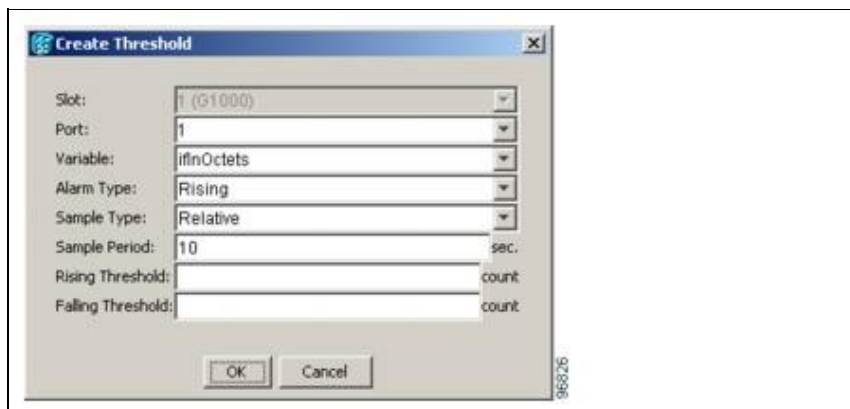 Create Threshold
Slot: 1 (G1000)
Port: 1
Variable: ifInOctets
Alarm Type: Rising
Sample Type: Relative
Sample Period: 10 sec.
Rising Threshold: count
Falling Threshold: count
OK Cancel
96826